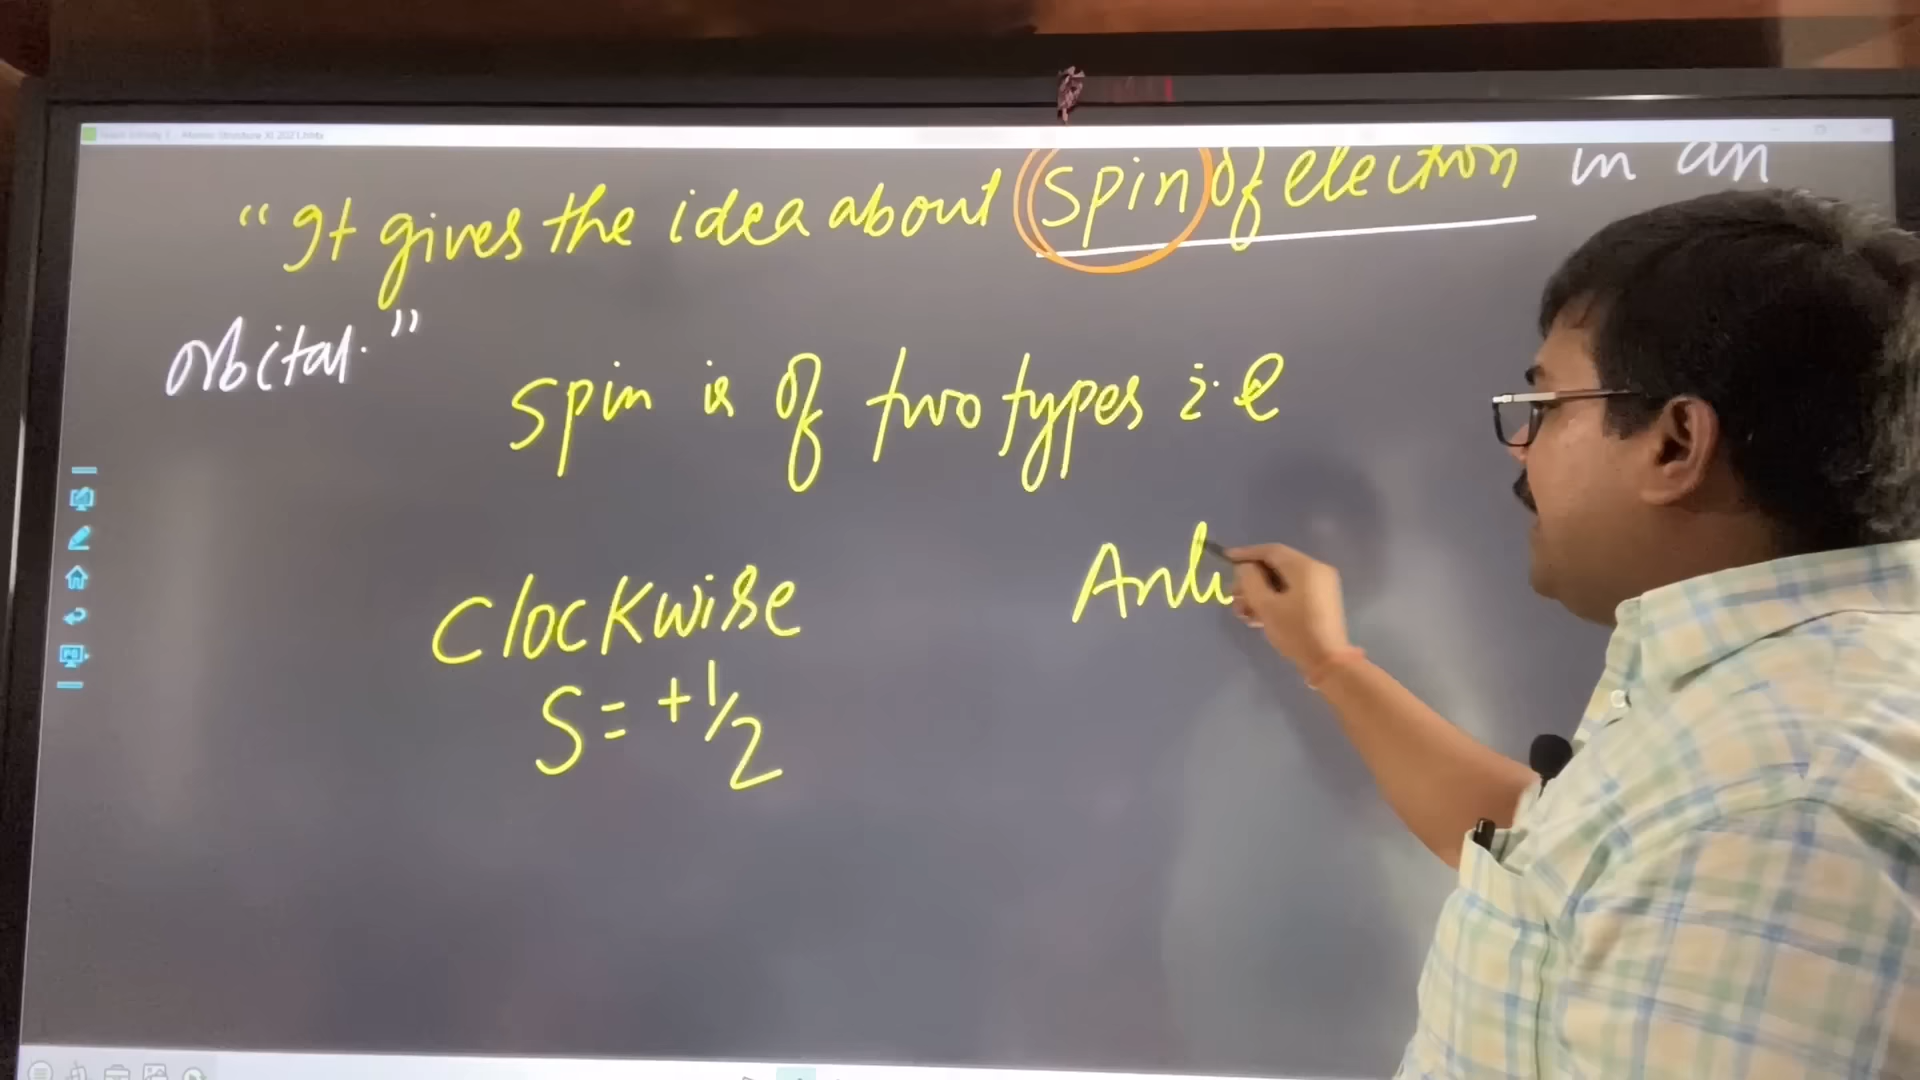 “It gives the idea about spin of electron in an
orbital.”
spin is of two types i.e
Clockwise Anti
S = +1/2